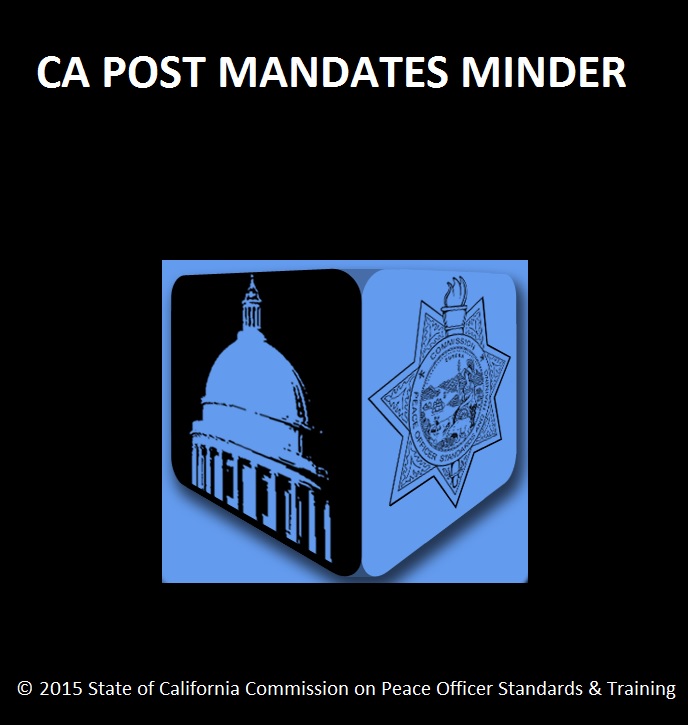 CA POST MANDATES MINDER
COMMISSION
EUREKA
PEACE OFFICER STANDARDS
© 2015 State of California Commission on Peace Officer Standards & Training